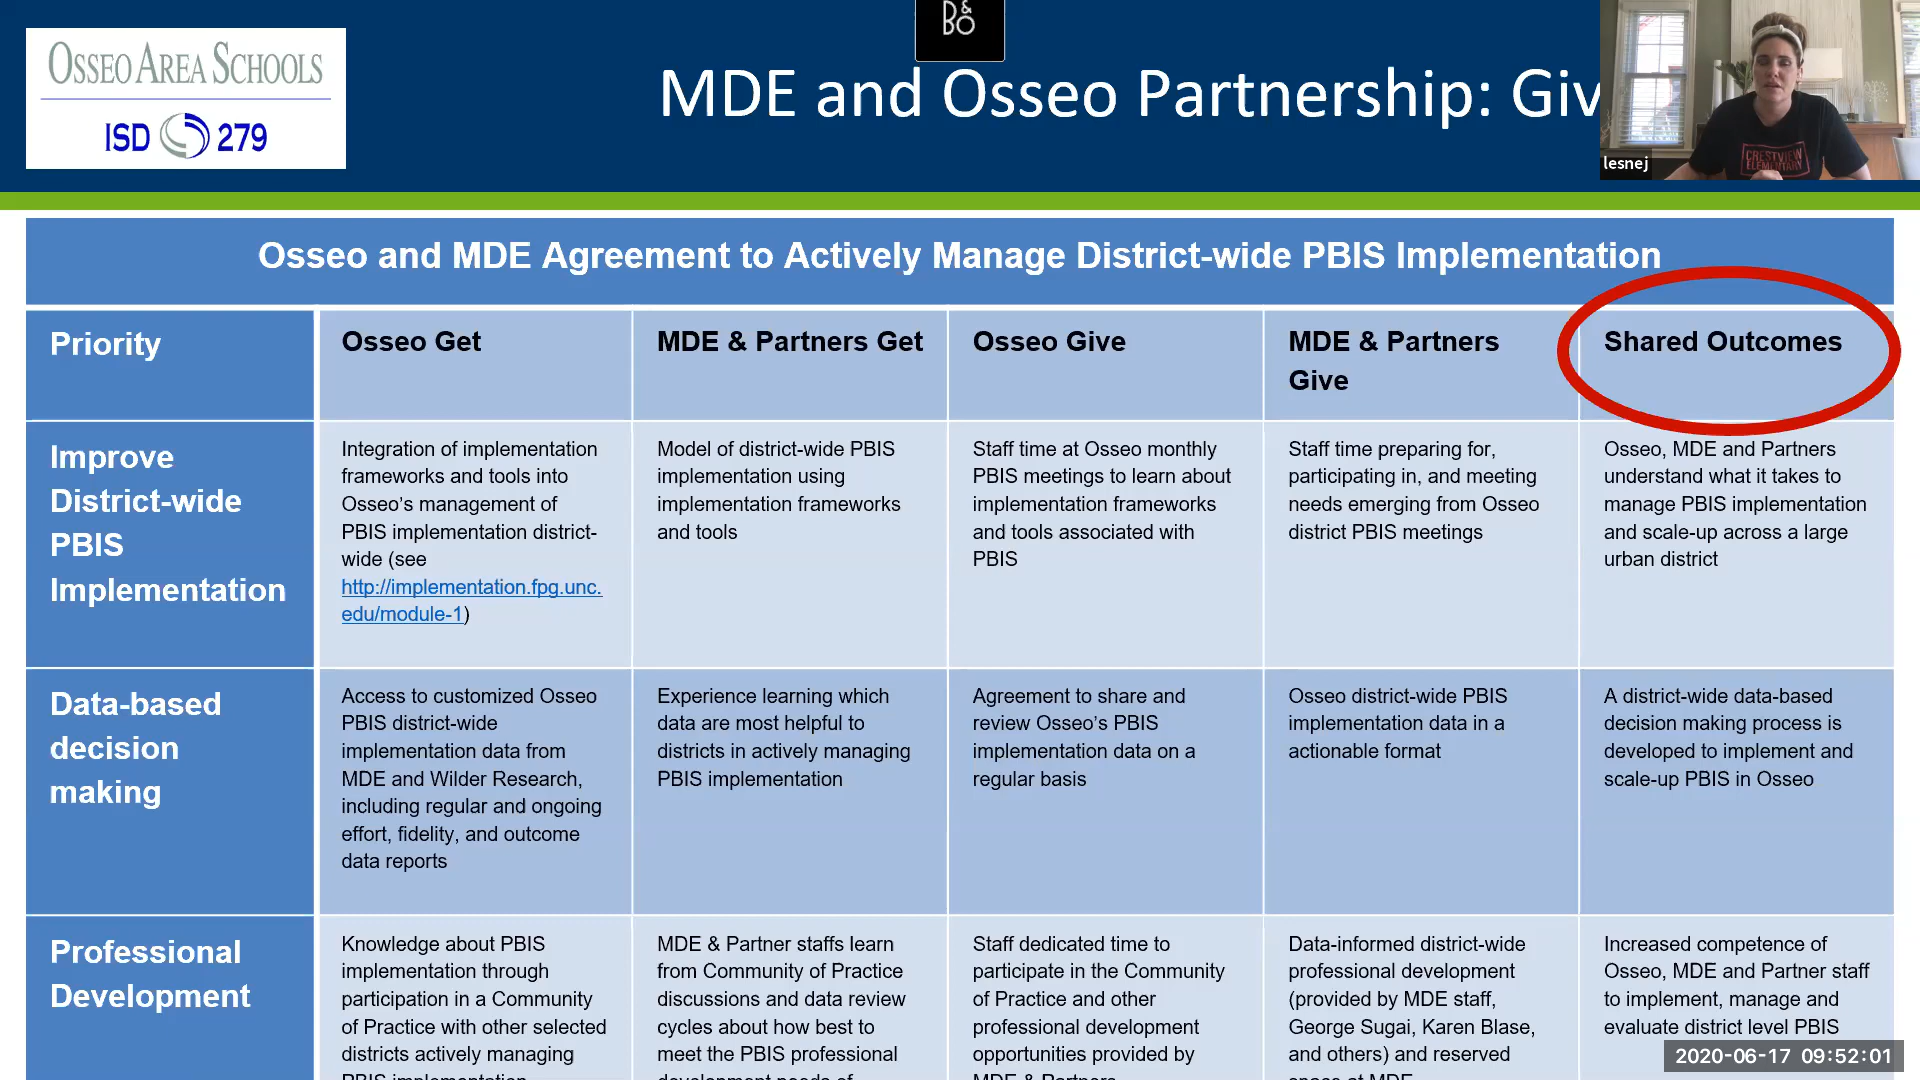 B&
BO
OSSEO AREA SCHOOLS
ISD 279
MDE and Osseo Partnership: Giv
lesnej
CRESTVIEW
ELEMENTARY
Osseo and MDE Agreement to Actively Manage District-wide PBIS Implementation
Priority
Osseo Get
MDE & Partners Get
Osseo Give
MDE & Partners
Give
Shared Outcomes
Improve
District-wide
PBIS
Implementation
Integration of implementation
frameworks and tools into
Osseo's management of
PBIS implementation district-
wide (see
http://implementation.fpg.unc.
edu/module-1)
Model of district-wide PBIS
implementation using
implementation frameworks
and tools
Staff time at Osseo monthly
PBIS meetings to learn about
implementation frameworks
and tools associated with
PBIS
Staff time preparing for,
participating in, and meeting
needs emerging from Osseo
district PBIS meetings
Osseo, MDE and Partners
understand what it takes to
manage PBIS implementation
and scale-up across a large
urban district
Data-based
decision
making
Access to customized Osseo
PBIS district-wide
implementation data from
MDE and Wilder Research,
including regular and ongoing
effort, fidelity, and outcome
data reports
Experience learning which
data are most helpful to
districts in actively managing
PBIS implementation
Agreement to share and
review Osseo's PBIS
implementation data on a
regular basis
Osseo district-wide PBIS
implementation data in a
actionable format
A district-wide data-based
decision making process is
developed to implement and
scale-up PBIS in Osseo
Professional
Development
Knowledge about PBIS
implementation through
participation in a Community
of Practice with other selected
districts actively managing
PBIS implementation
MDE & Partner staffs learn
from Community of Practice
discussions and data review
cycles about how best to
meet the PBIS professional
development needs of
Staff dedicated time to
participate in the Community
of Practice and other
professional development
opportunities provided by
MDE & Partners
Data-informed district-wide
professional development
(provided by MDE staff,
George Sugai, Karen Blase,
and others) and reserved
space at MDE
Increased competence of
Osseo, MDE and Partner staff
to implement, manage and
evaluate district level PBIS
2020-06-17 09:52:01